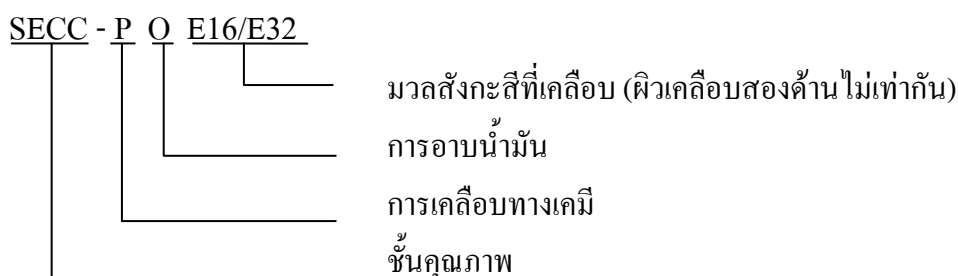 SECC - P O E16/E32
มวลสังกะสีที่เคลือบ (ผิวเคลือบสองด้านไม่เท่ากัน)
การอาบน้ำมัน
การเคลือบทางเคมี
ชั้นคุณภาพ